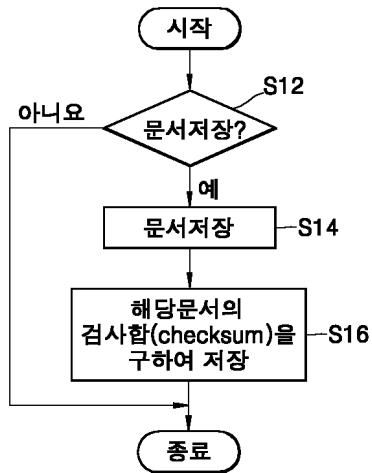 시작
S12
아니요
문서저장?
예
문서저장
S14
해당문서의
검사합(checksum)을
구하여 저장
S16
종료